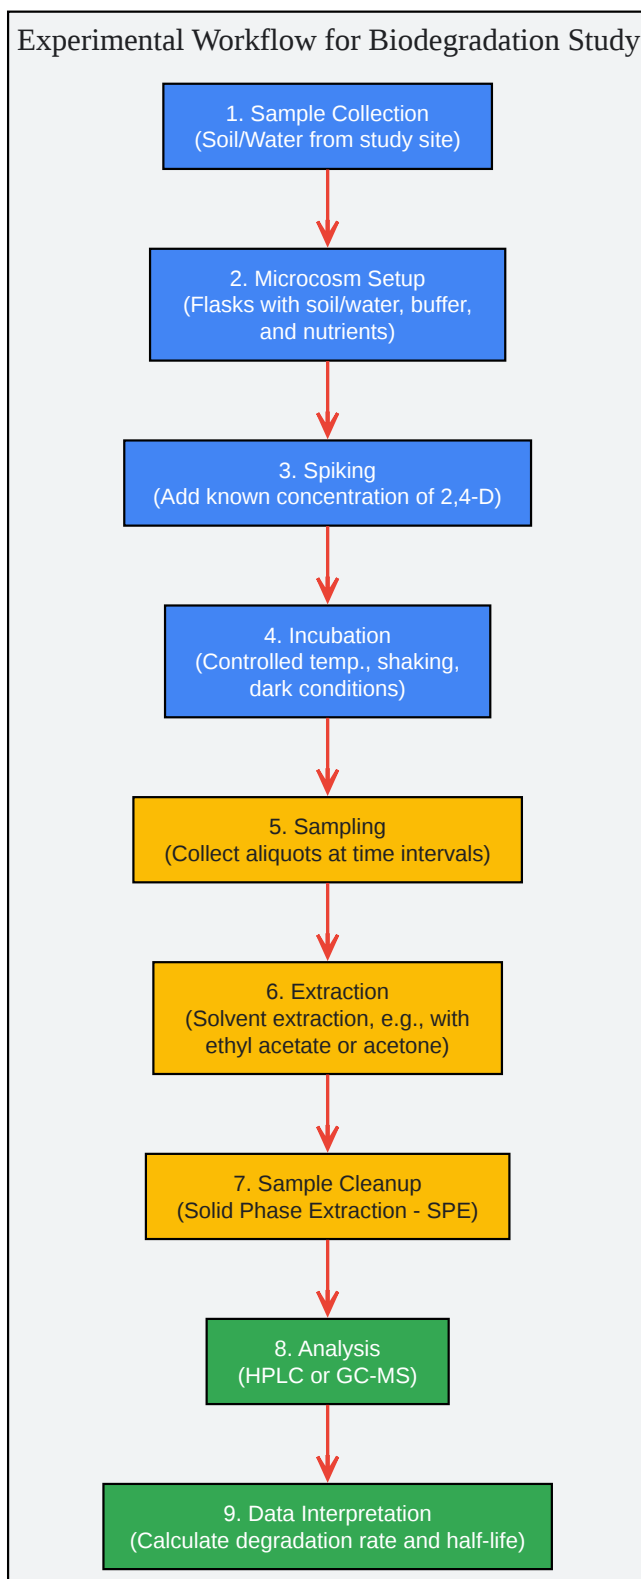 Experimental Workflow for Biodegradation Study
1. Sample Collection
(Soil/Water from study site)
2. Microcosm Setup
(Flasks with soil/water, buffer,
and nutrients)
3. Spiking
(Add known concentration of 2,4-D)
4. Incubation
(Controlled temp., shaking,
dark conditions)
5. Sampling
(Collect aliquots at time intervals)
6. Extraction
(Solvent extraction, e.g., with
ethyl acetate or acetone)
7. Sample Cleanup
(Solid Phase Extraction - SPE)
8. Analysis
(HPLC or GC-MS)
9. Data Interpretation
(Calculate degradation rate and half-life)